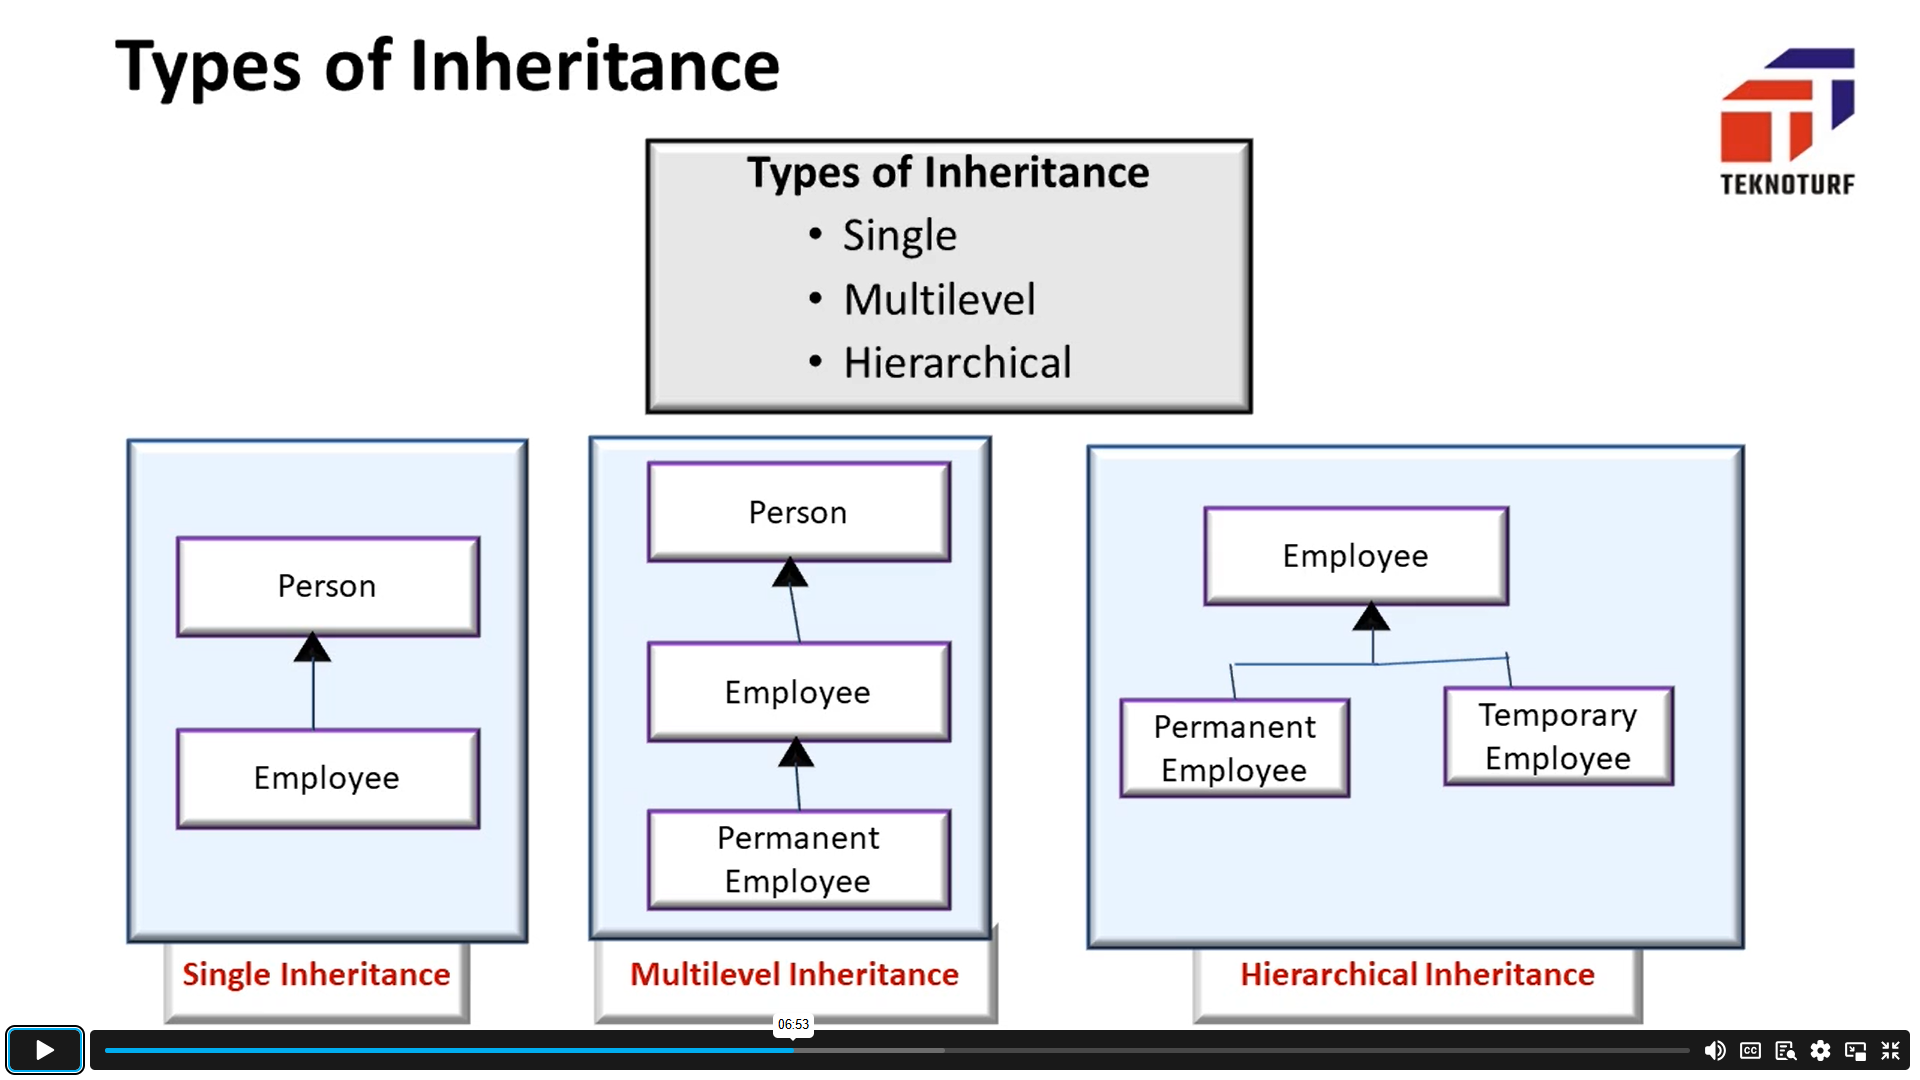 Types of Inheritance
TEKNOTURF
Types of Inheritance
• Single
• Multilevel
• Hierarchical
Person
Employee
Single Inheritance
Person
Employee
Permanent
Employee
Multilevel Inheritance
Employee
Permanent
Employee
Temporary
Employee
Hierarchical Inheritance
06:53
CC